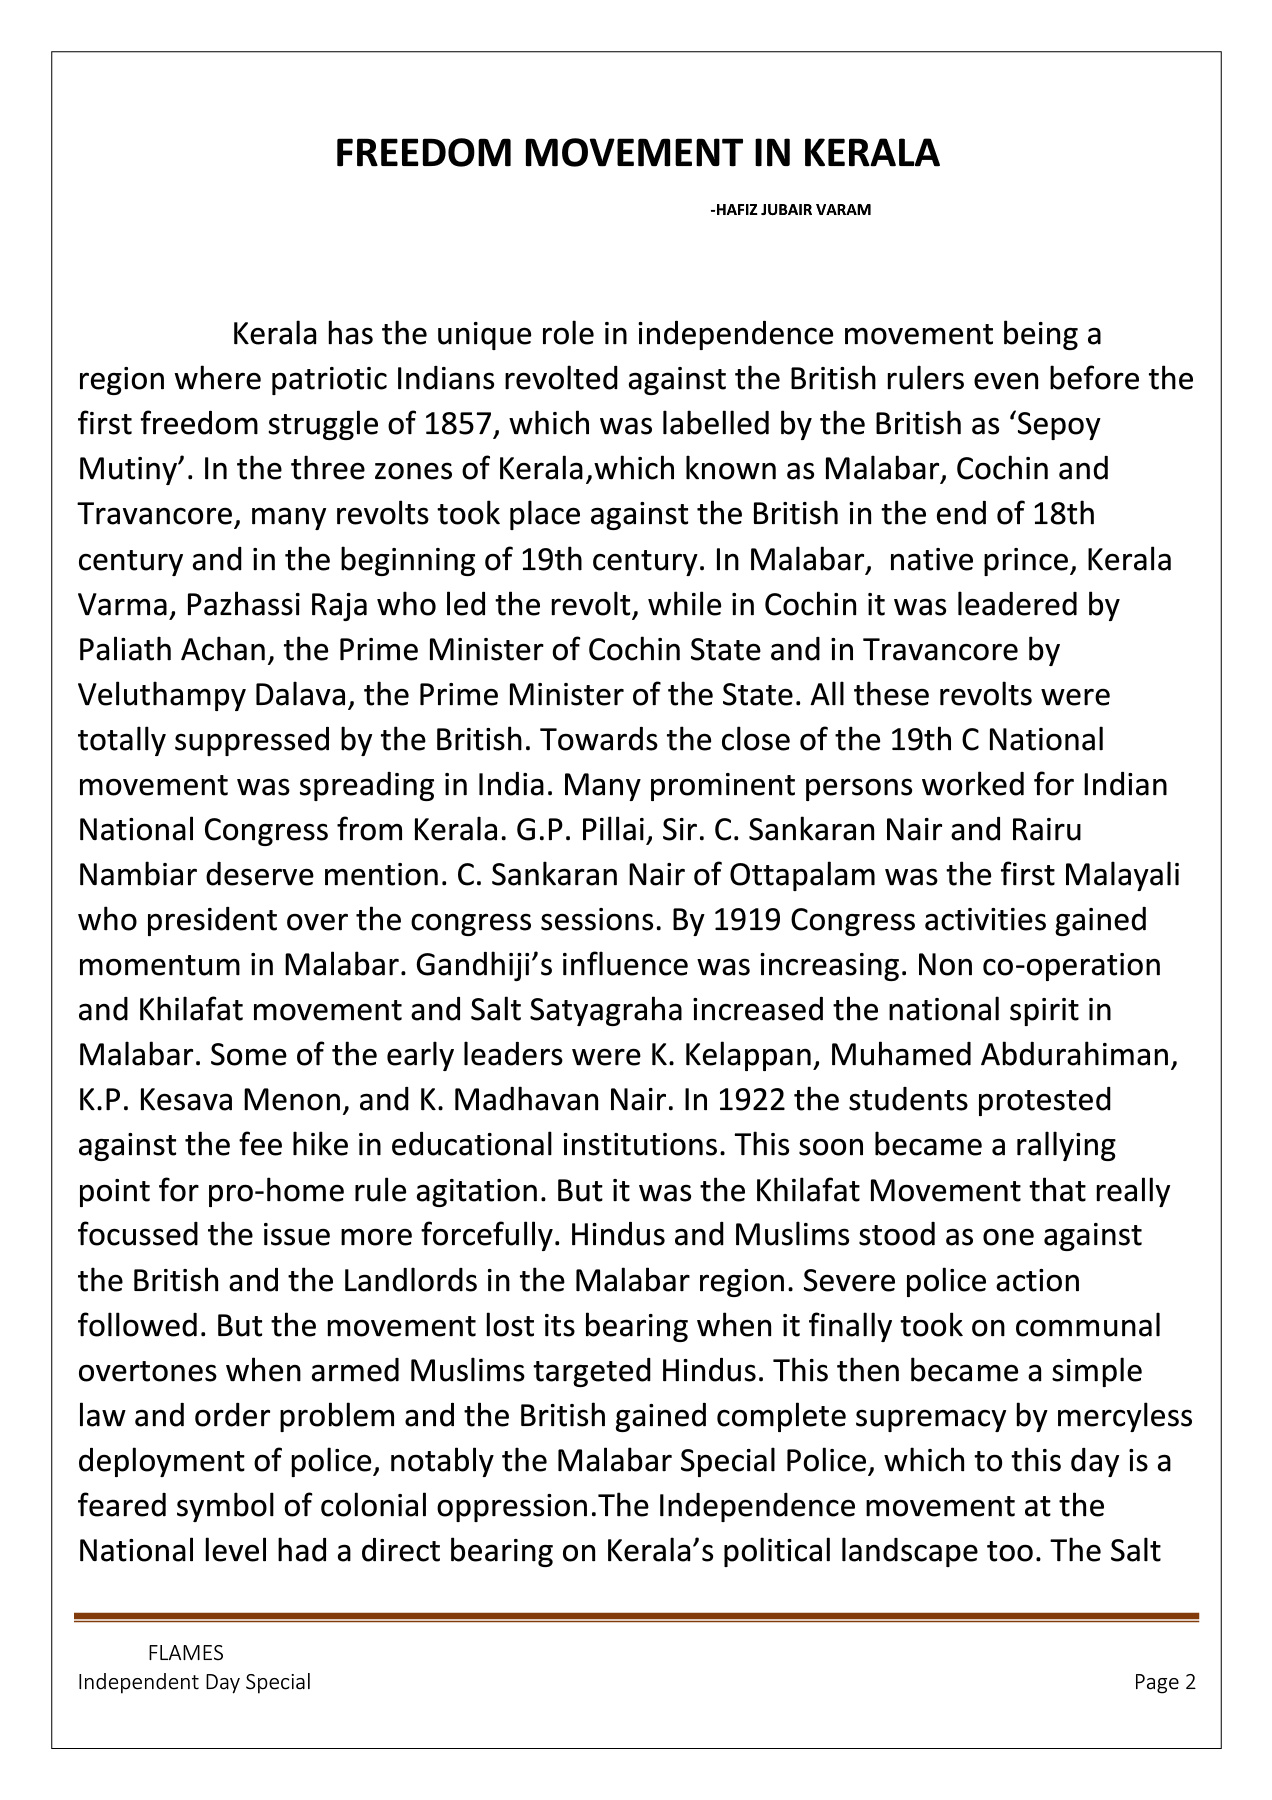 FREEDOM MOVEMENT IN KERALA
-HAFIZ JUBAIR VARAM
Kerala has the unique role in independence movement being a
region where patriotic Indians revolted against the British rulers even before the
first freedom struggle of 1857, which was labelled by the British as ‘Sepoy
Mutiny’. In the three zones of Kerala,which known as Malabar, Cochin and
Travancore, many revolts took place against the British in the end of 18th
century and in the beginning of 19th century. In Malabar,  native prince, Kerala
Varma, Pazhassi Raja who led the revolt, while in Cochin it was leadered by
Paliath Achan, the Prime Minister of Cochin State and in Travancore by
Veluthampy Dalava, the Prime Minister of the State. All these revolts were
totally suppressed by the British. Towards the close of the 19th C National
movement was spreading in India. Many prominent persons worked for Indian
National Congress from Kerala. G.P. Pillai, Sir. C. Sankaran Nair and Rairu
Nambiar deserve mention. C. Sankaran Nair of Ottapalam was the first Malayali
who president over the congress sessions. By 1919 Congress activities gained
momentum in Malabar. Gandhiji’s influence was increasing. Non co-operation
and Khilafat movement and Salt Satyagraha increased the national spirit in
Malabar. Some of the early leaders were K. Kelappan, Muhamed Abdurahiman,
K.P. Kesava Menon, and K. Madhavan Nair. In 1922 the students protested
against the fee hike in educational institutions. This soon became a rallying
point for pro-home rule agitation. But it was the Khilafat Movement that really
focussed the issue more forcefully. Hindus and Muslims stood as one against
the British and the Landlords in the Malabar region. Severe police action
followed. But the movement lost its bearing when it finally took on communal
overtones when armed Muslims targeted Hindus. This then became a simple
law and order problem and the British gained complete supremacy by mercyless
deployment of police, notably the Malabar Special Police, which to this day is a
feared symbol of colonial oppression.The Independence movement at the
National level had a direct bearing on Kerala’s political landscape too. The Salt
FLAMES
Independent Day Special
Page 2